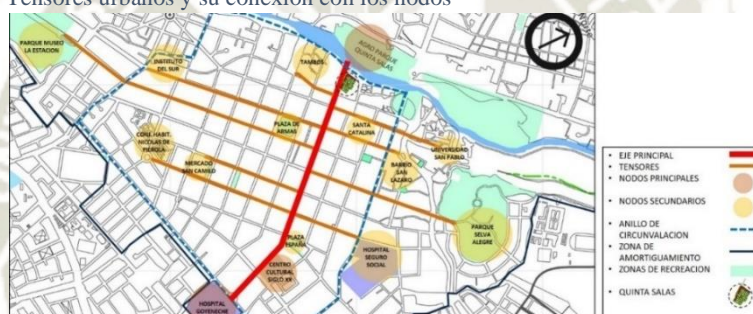 Tensores urbanos y su conexión con los nodos
PARQUE MUSEO
LA ESTACION
INSTITUTO
DEL SUR
TAMBOS
AGRO PARQUE
QUINTA SALAS
PLAZA DE
ARMAS
SANTA
CATALINA
UNIVERSIDAD
SAN PABLO
CONJ. HABIT.
NICOLAS DE
PIEROLA
MERCADO
SAN CAMILO
BARRIO
SAN
LAZARO
PARQUE
SELVA
ALEGRE
PLAZA
ESPAÑA
CENTRO
CULTURAL
SIGLO XX
HOSPITAL
SEGURO
SOCIAL
HOSPITAL
GOYENECHE
• EJE PRINCIPAL
• TENSORES
• NODOS PRINCIPALES
• NODOS SECUNDARIOS
• ANILLO DE
CIRCUNVALACION
• ZONA DE
AMORTIGUAMIENTO
• ZONAS DE RECREACION
• QUINTA SALAS